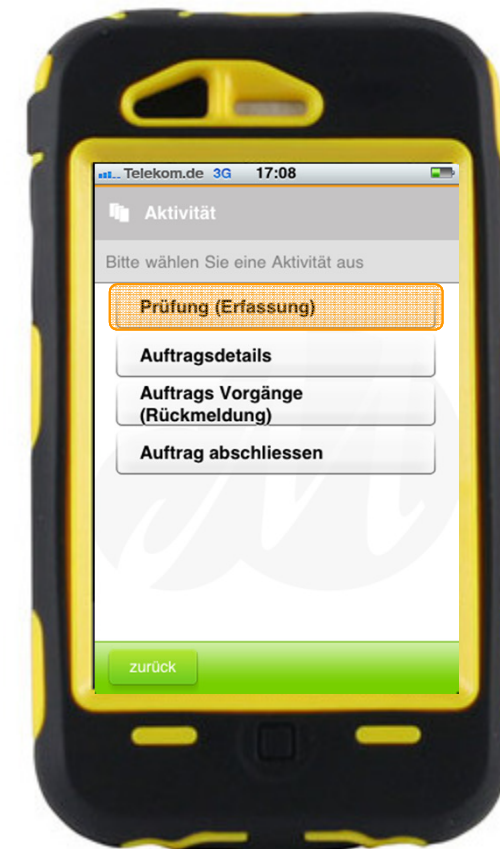 Telekom.de 3G 17:08
Aktivität
Bitte wählen Sie eine Aktivität aus
Prüfung (Erfassung)
Auftragsdetails
Auftrags Vorgänge
(Rückmeldung)
Auftrag abschliessen
zurück